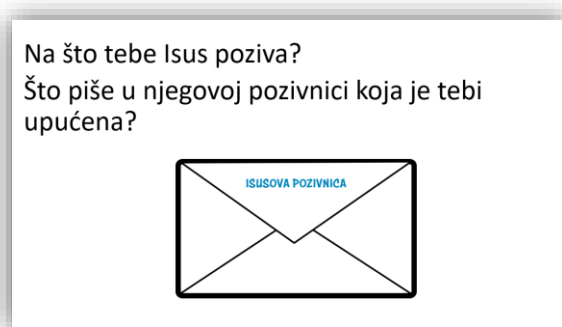 Na što tebe Isus poziva?
Što piše u njegovoj pozivnici koja je tebi
upućena?
ISUSOVA POZIVNICA